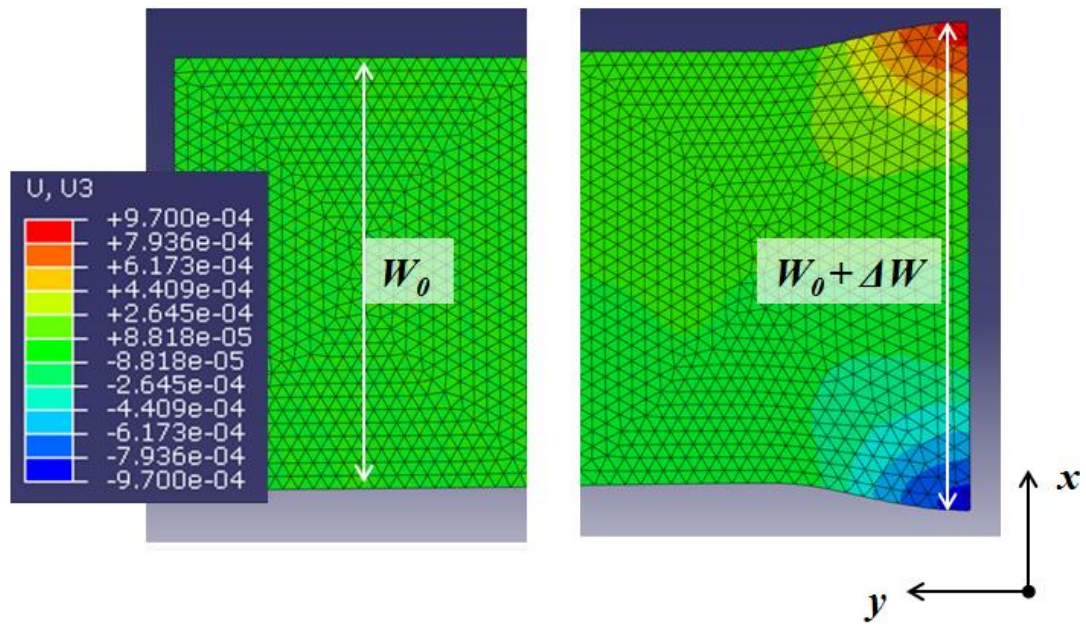 U, U3
+9.700e-04
+7.936e-04
+6.173e-04
+4.409e-04
+2.645e-04
+8.818e-05
-8.818e-05
-2.645e-04
-4.409e-04
-6.173e-04
-7.936e-04
-9.700e-04
W₀
W₀ + ΔW
x
y